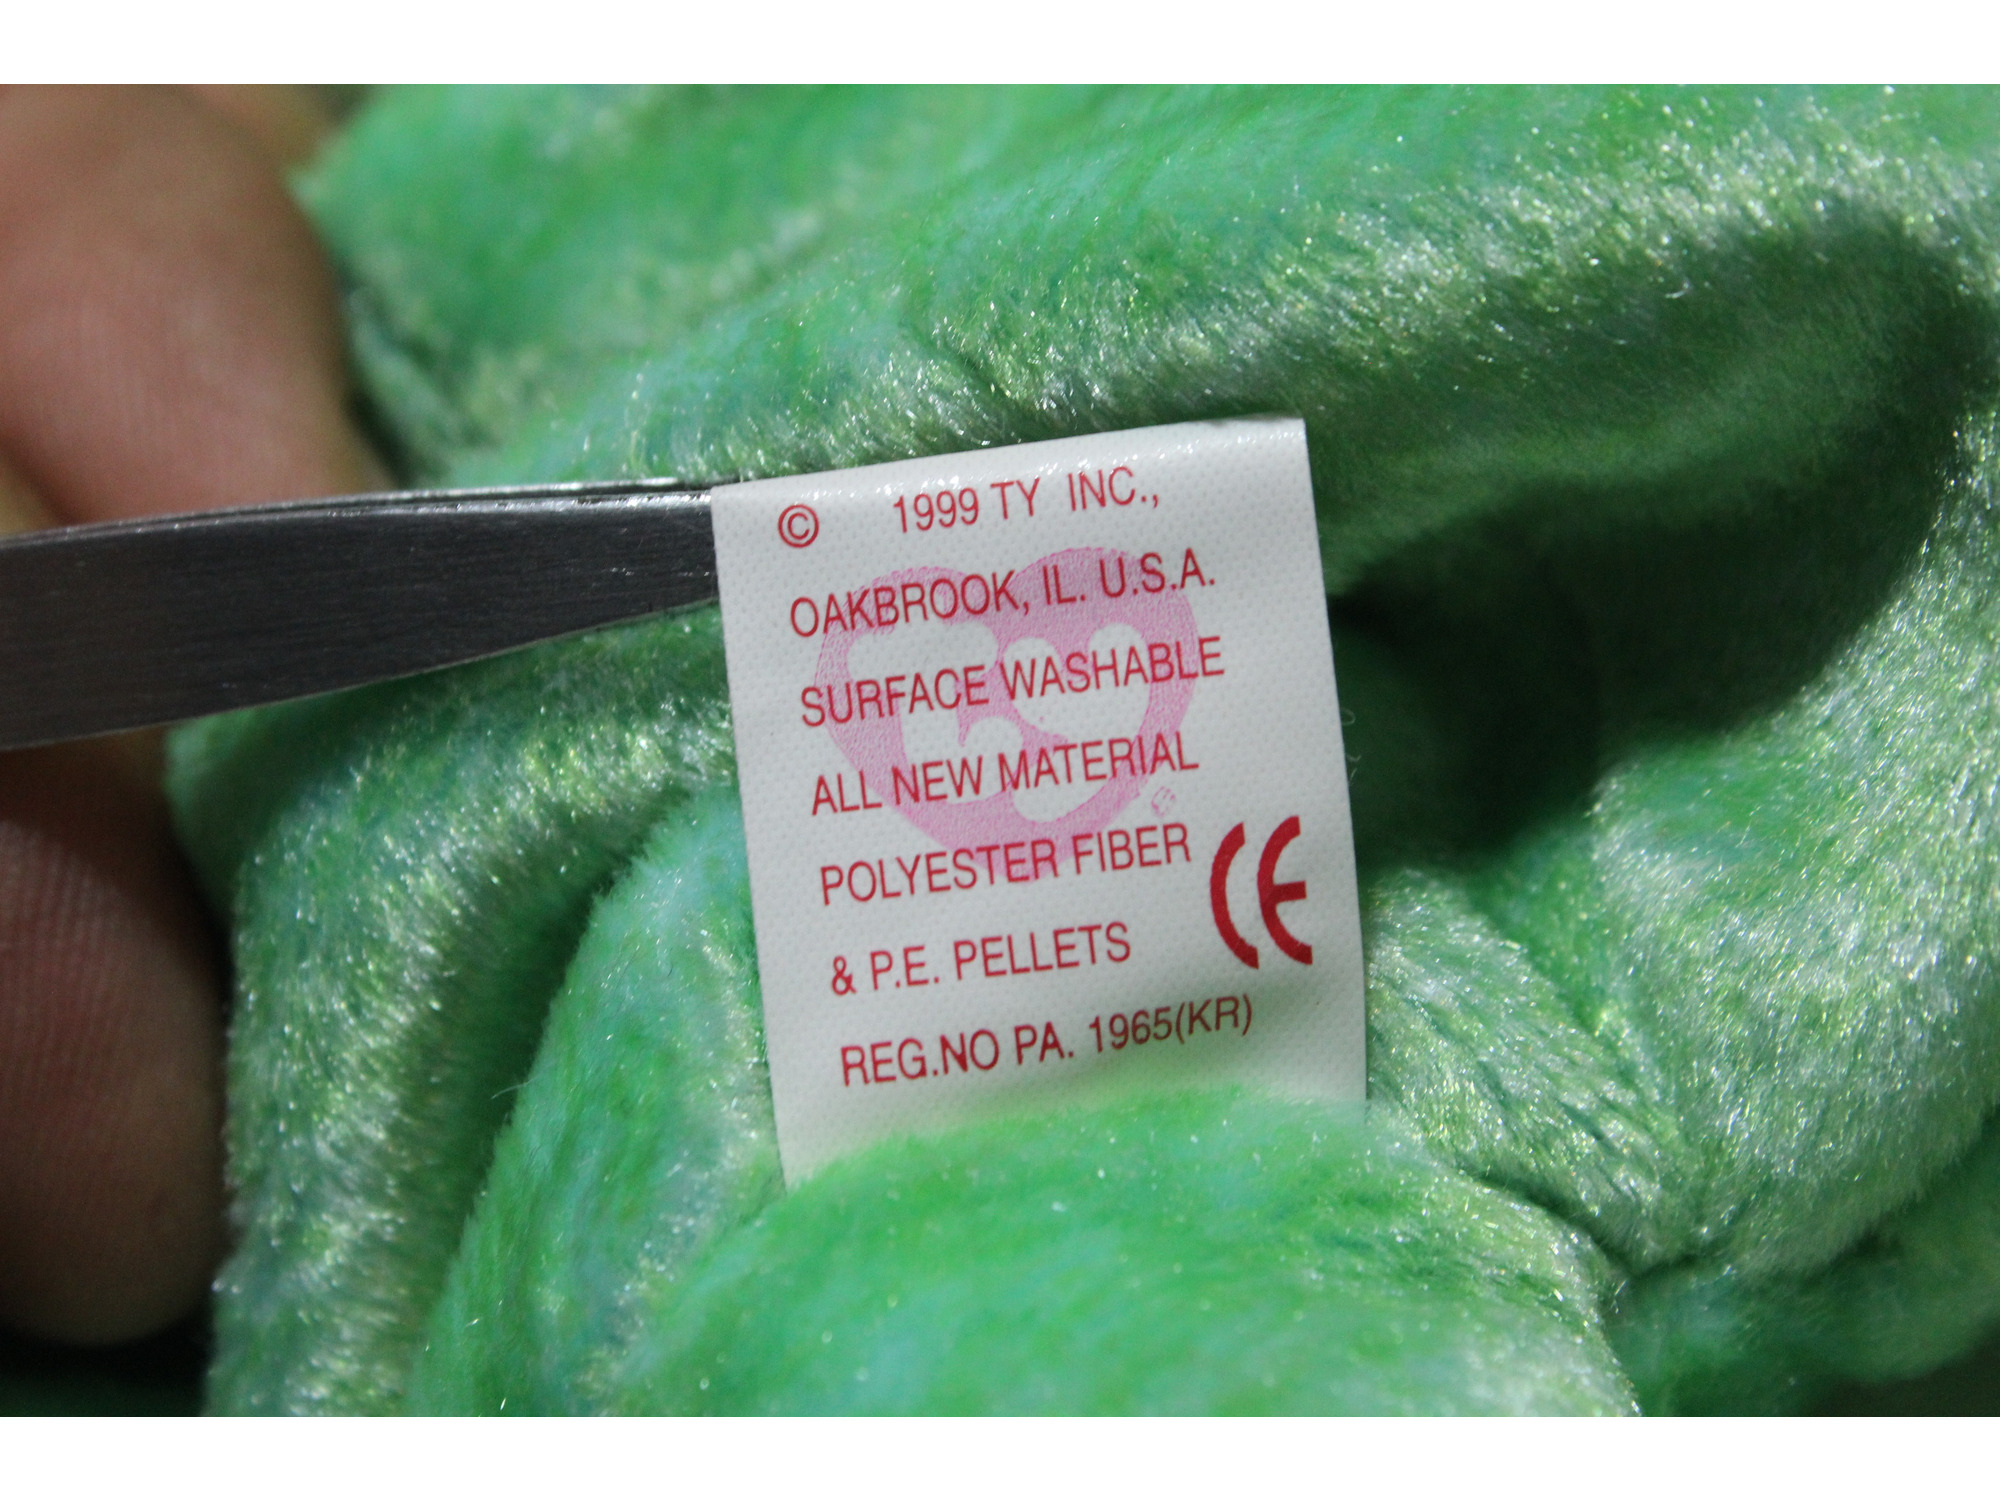 © 1999 TY INC.,
OAKBROOK, IL. U.S.A.
SURFACE WASHABLE
ALL NEW MATERIAL
POLYESTER FIBER
& P.E. PELLETS
REG.NO PA. 1965(KR)
CE
ty
®